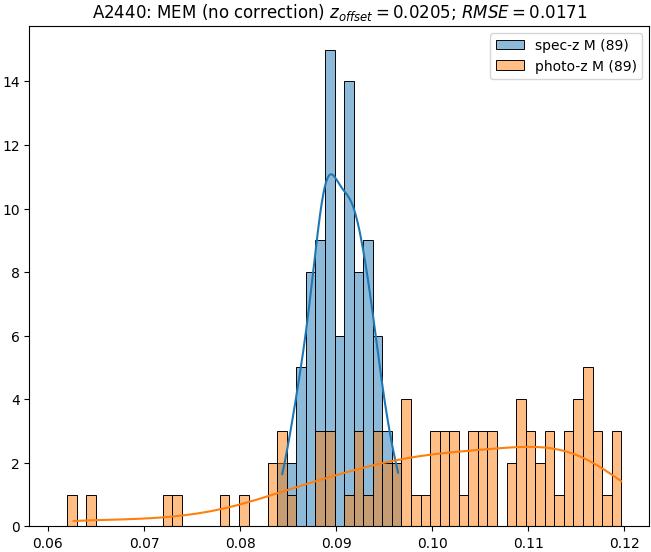 A2440: MEM (no correction) z_offset = 0.0205; RMSE = 0.0171
spec-z M (89)
photo-z M (89)
14
12
10
8
6
4
2
0
0.06 0.07 0.08 0.09 0.10 0.11 0.12